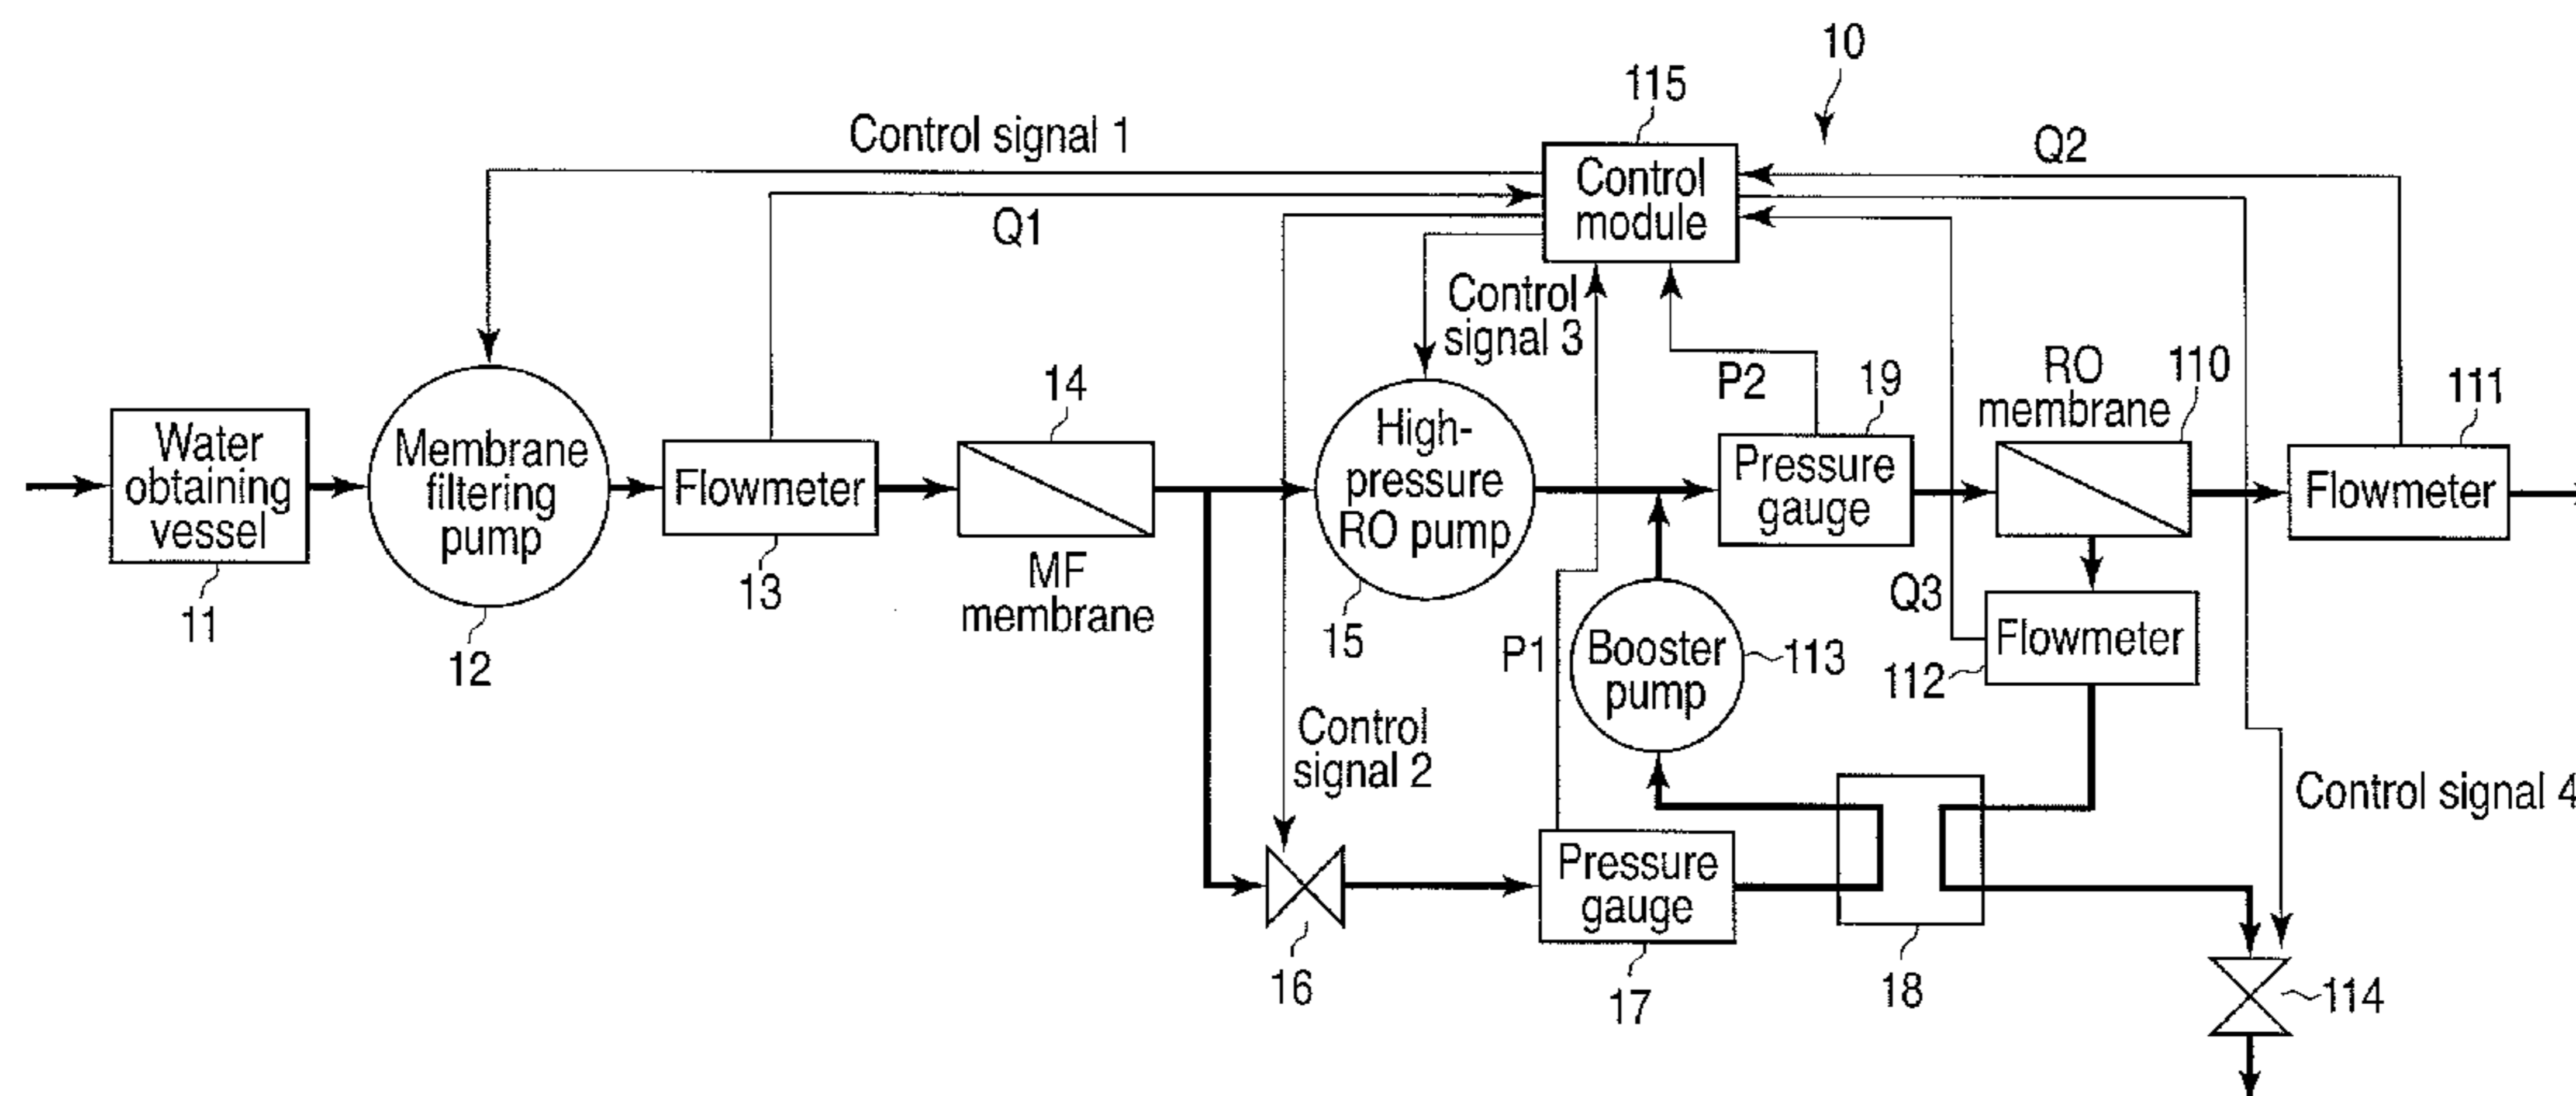 10
115
Control signal 1
Control
module
Q2
Q1
Control
signal 3
P2
19
RO
membrane
110
111
14
Water
obtaining
vessel
Membrane
filtering
pump
Flowmeter
High-
pressure
RO pump
Pressure
gauge
Flowmeter
11
12
13
MF
membrane
15
P1
Booster
pump
113
Q3
Flowmeter
112
Control
signal 2
Control signal 4
Pressure
gauge
16
17
18
114